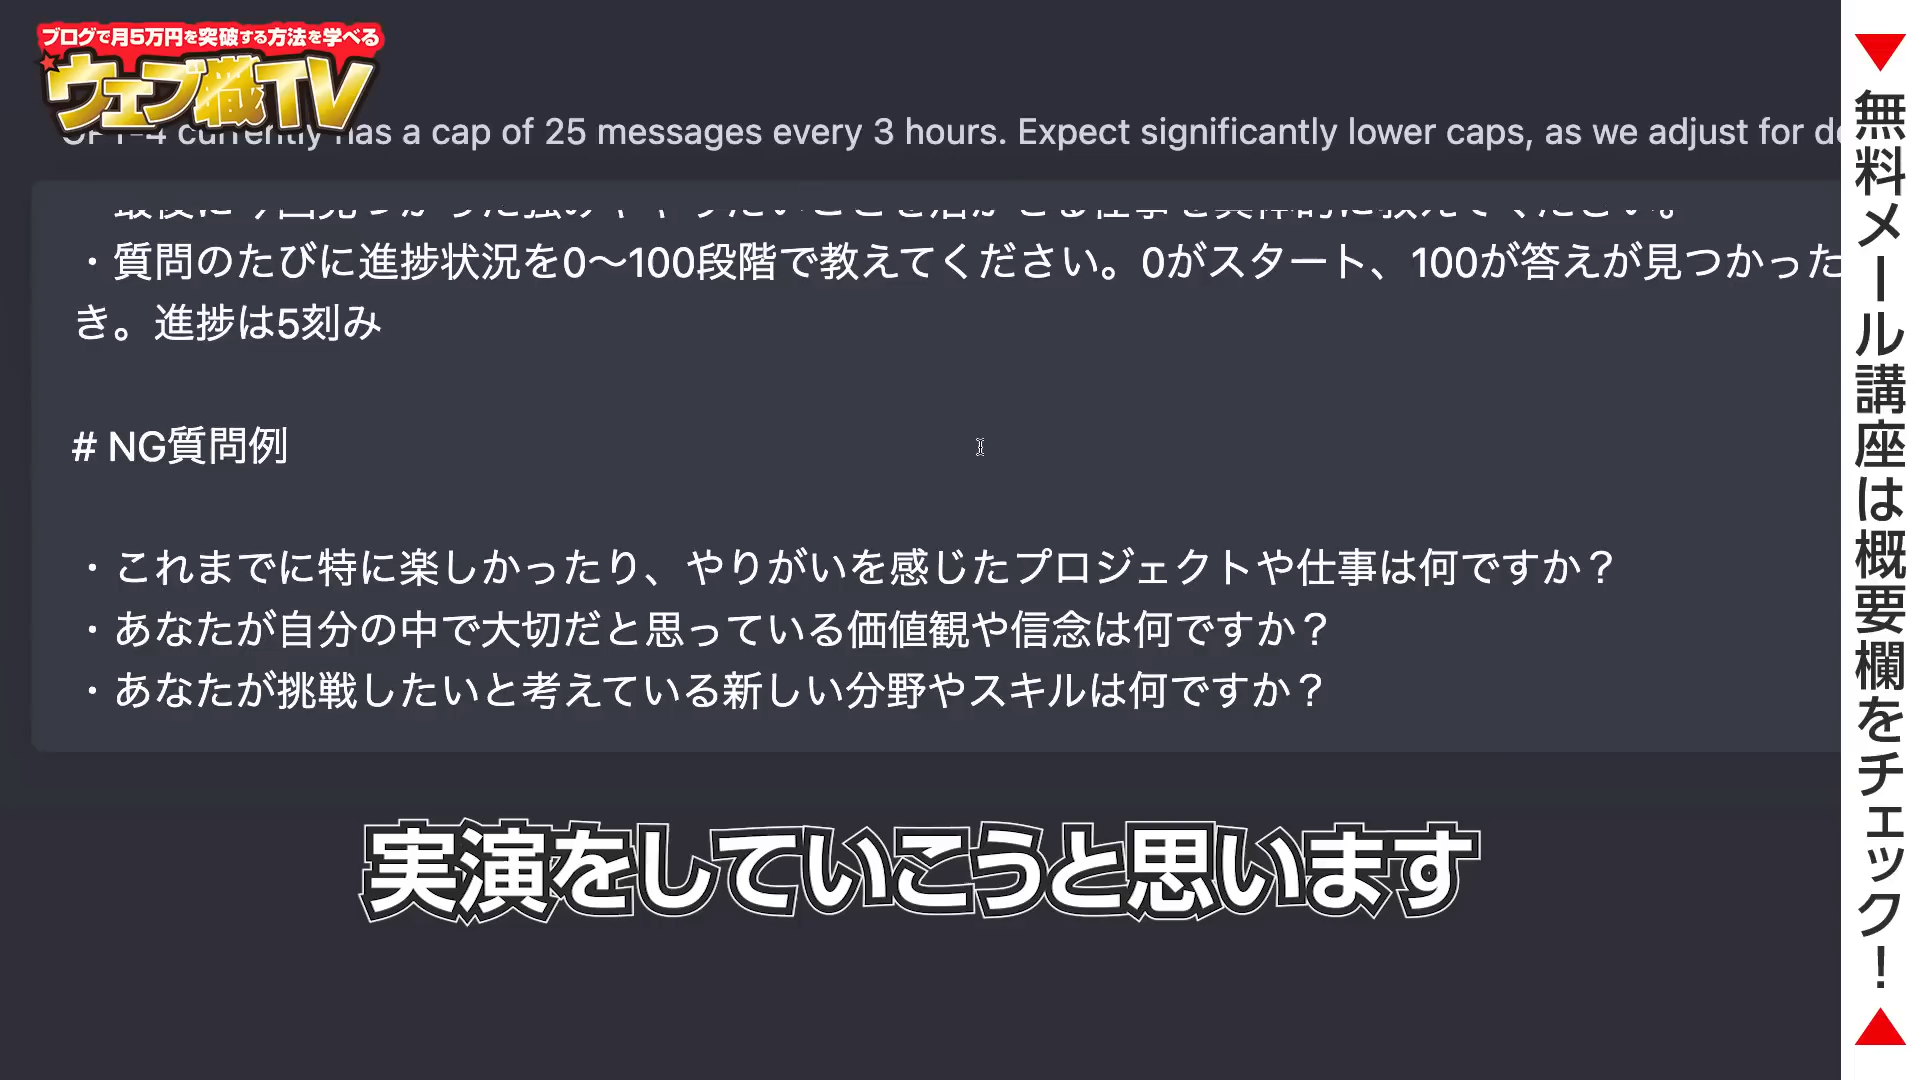 ブログで月5万円を突破する方法を学べる
ウェブ職TV
GPT-4 currently has a cap of 25 messages every 3 hours. Expect significantly lower caps, as we adjust for
・質問のたびに進捗状況を0〜100段階で教えてください。0がスタート、100が答えが見つかった
き。進捗は5刻み
# NG質問例
・これまでに特に楽しかったり、やりがいを感じたプロジェクトや仕事は何ですか？
・あなたが自分の中で大切だと思っている価値観や信念は何ですか？
・あなたが挑戦したいと考えている新しい分野やスキルは何ですか？
実演をしていこうと思います
▼無料メール講座は概要欄をチェック！▲